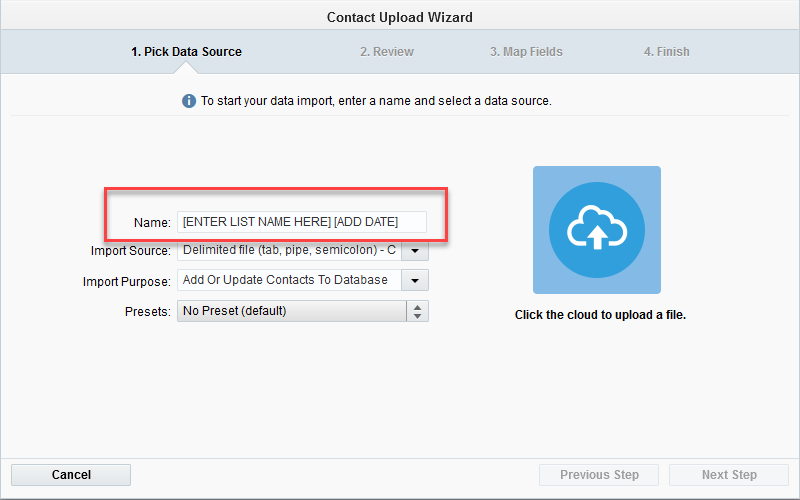 Contact Upload Wizard
1. Pick Data Source
2. Review
3. Map Fields
4. Finish
To start your data import, enter a name and select a data source.
Name: [ENTER LIST NAME HERE] [ADD DATE]
Import Source: Delimited file (tab, pipe, semicolon) - C
Import Purpose: Add Or Update Contacts To Database
Presets: No Preset (default)
Click the cloud to upload a file.
Cancel
Previous Step
Next Step